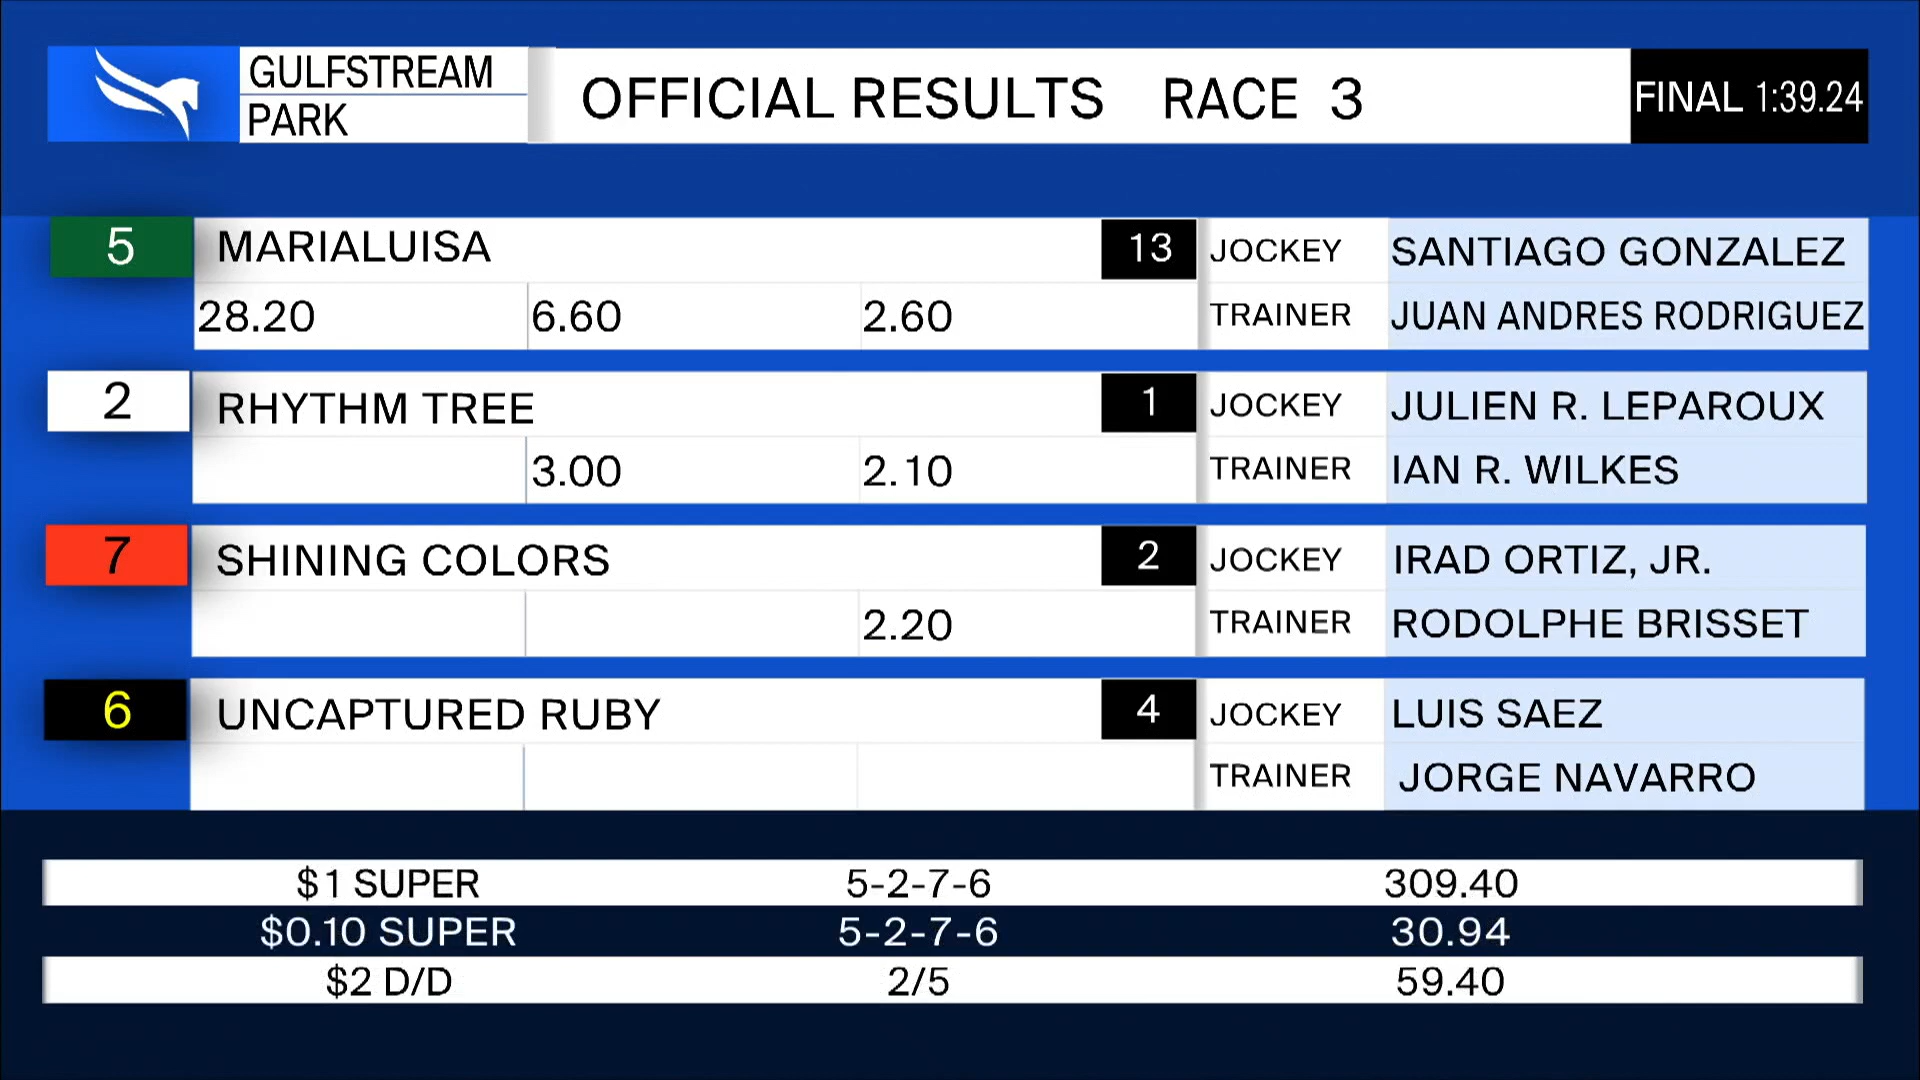 GULFSTREAM
PARK
OFFICIAL RESULTS RACE 3
FINAL 1:39.24
5 MARIALUISA 13 JOCKEY SANTIAGO GONZALEZ
28.20 6.60 2.60 TRAINER JUAN ANDRES RODRIGUEZ
2 RHYTHM TREE 1 JOCKEY JULIEN R. LEPAROUX
3.00 2.10 TRAINER IAN R. WILKES
7 SHINING COLORS 2 JOCKEY IRAD ORTIZ, JR.
2.20 TRAINER RODOLPHE BRISSET
6 UNCAPTURED RUBY 4 JOCKEY LUIS SAEZ
TRAINER JORGE NAVARRO
$1 SUPER 5-2-7-6 309.40
$0.10 SUPER 5-2-7-6 30.94
$2 D/D 2/5 59.40